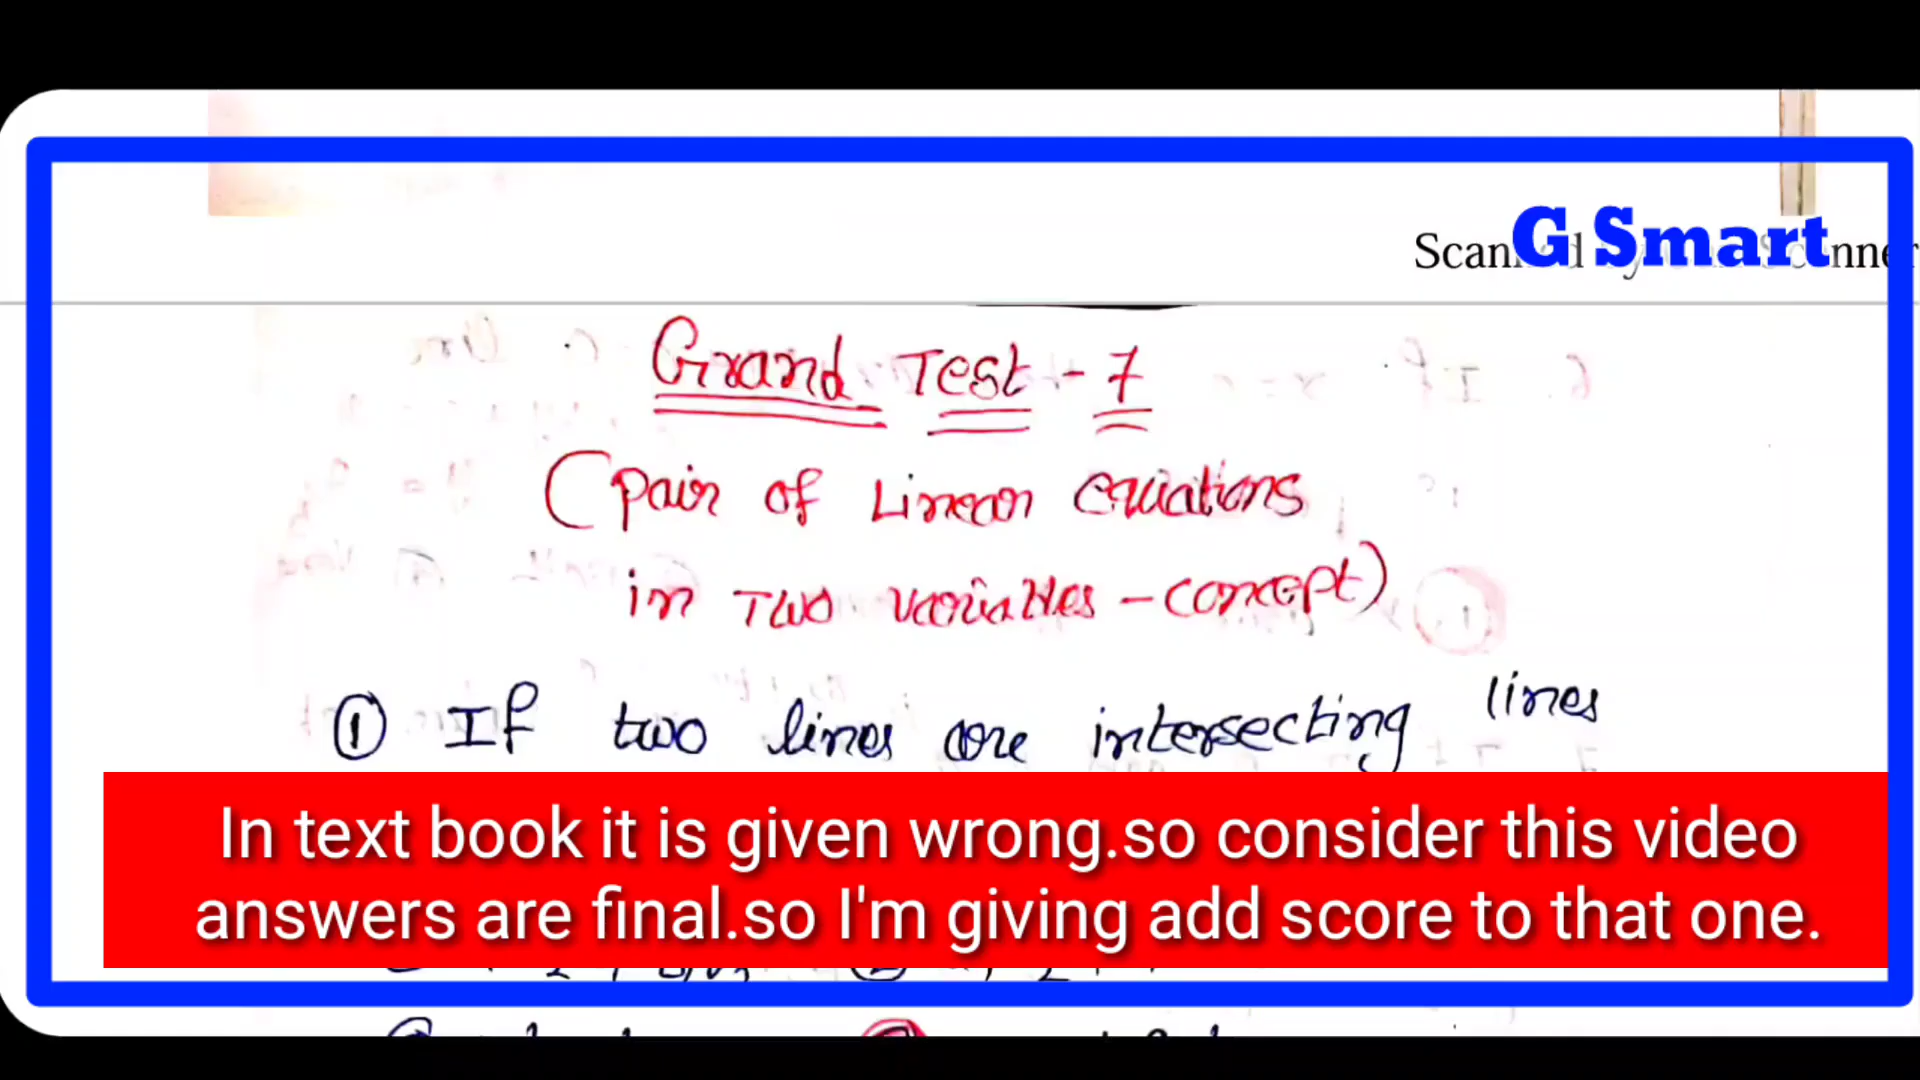 G Smart
Grand Test - 7
(pair of Linear equations
in Two variables - concept)
① If two lines are intersecting lines
In text book it is given wrong.so consider this video
answers are final.so I'm giving add score to that one.